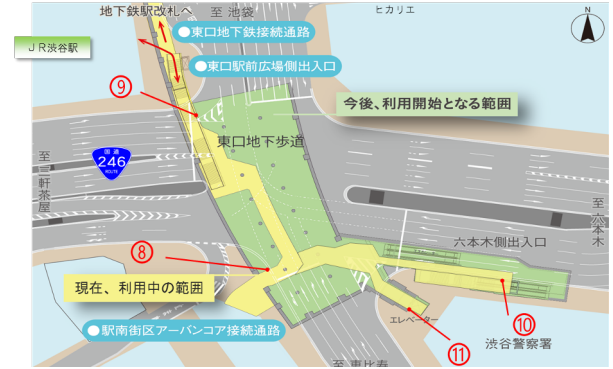 地下鉄駅改札へ
至 池袋
ヒカリエ
N
●東口地下鉄接続通路
JR渋谷駅
●東口駅前広場側出入口
⑨
今後、利用開始となる範囲
東口地下歩道
国道
246
ROUTE
至 三軒茶屋
至 六本木
六本木側出入口
⑧
現在、利用中の範囲
●駅南街区アーバンコア接続通路
エレベーター
⑩
⑪
渋谷警察署
至 恵比寿